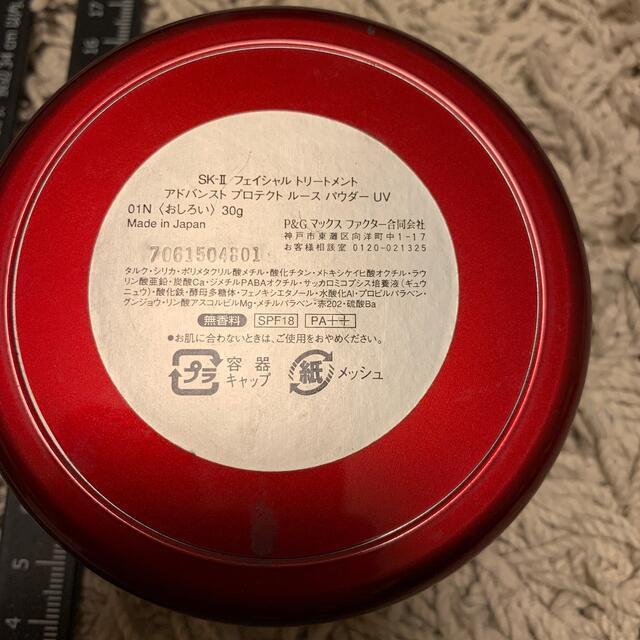 SK-II フェイシャル トリートメント
アドバンスト プロテクト ルース パウダー UV
01N〈おしろい〉30g
Made in Japan
P&G マックス ファクター合同会社
神戸市東灘区向洋町中1-17
お客様相談室 0120-021325
7061504801
タルク・シリカ・ポリメタクリル酸メチル・酸化チタン・メトキシケイヒ酸オクチル・ラウ
リン酸亜鉛・炭酸Ca・ジメチルPABAオクチル・サッカロミコプシス培養液(ギュウ
ニュウ)・酸化鉄・酵母多糖体・フェノキシエタノール・水酸化Al・プロピルパラベン・
グンジョウ・リン酸アスコルビルMg・メチルパラベン・赤202・硫酸Ba
無香料 SPF18 PA++
●お肌に合わないときは、ご使用をおやめください。
プラ 容器
キャップ
紙 メッシュ
17
16
5
4